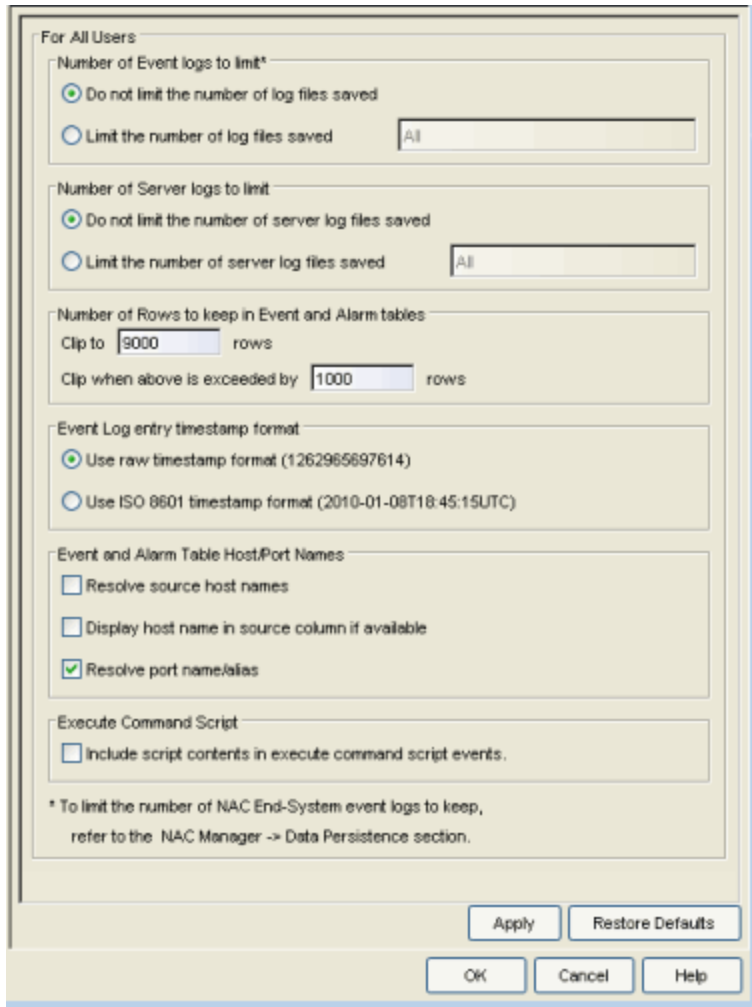 For All Users
Number of Event logs to limit*
Do not limit the number of log files saved
Limit the number of log files saved All
Number of Server logs to limit
Do not limit the number of server log files saved
Limit the number of server log files saved All
Number of Rows to keep in Event and Alarm tables
Clip to 9000 rows
Clip when above is exceeded by 1000 rows
Event Log entry timestamp format
Use raw timestamp format (1262965697614)
Use ISO 8601 timestamp format (2010-01-08T18:45:15UTC)
Event and Alarm Table Host/Port Names
Resolve source host names
Display host name in source column if available
Resolve port name/alias
Execute Command Script
Include script contents in execute command script events.
* To limit the number of NAC End-System event logs to keep,
refer to the NAC Manager -> Data Persistence section.
Apply Restore Defaults
OK Cancel Help